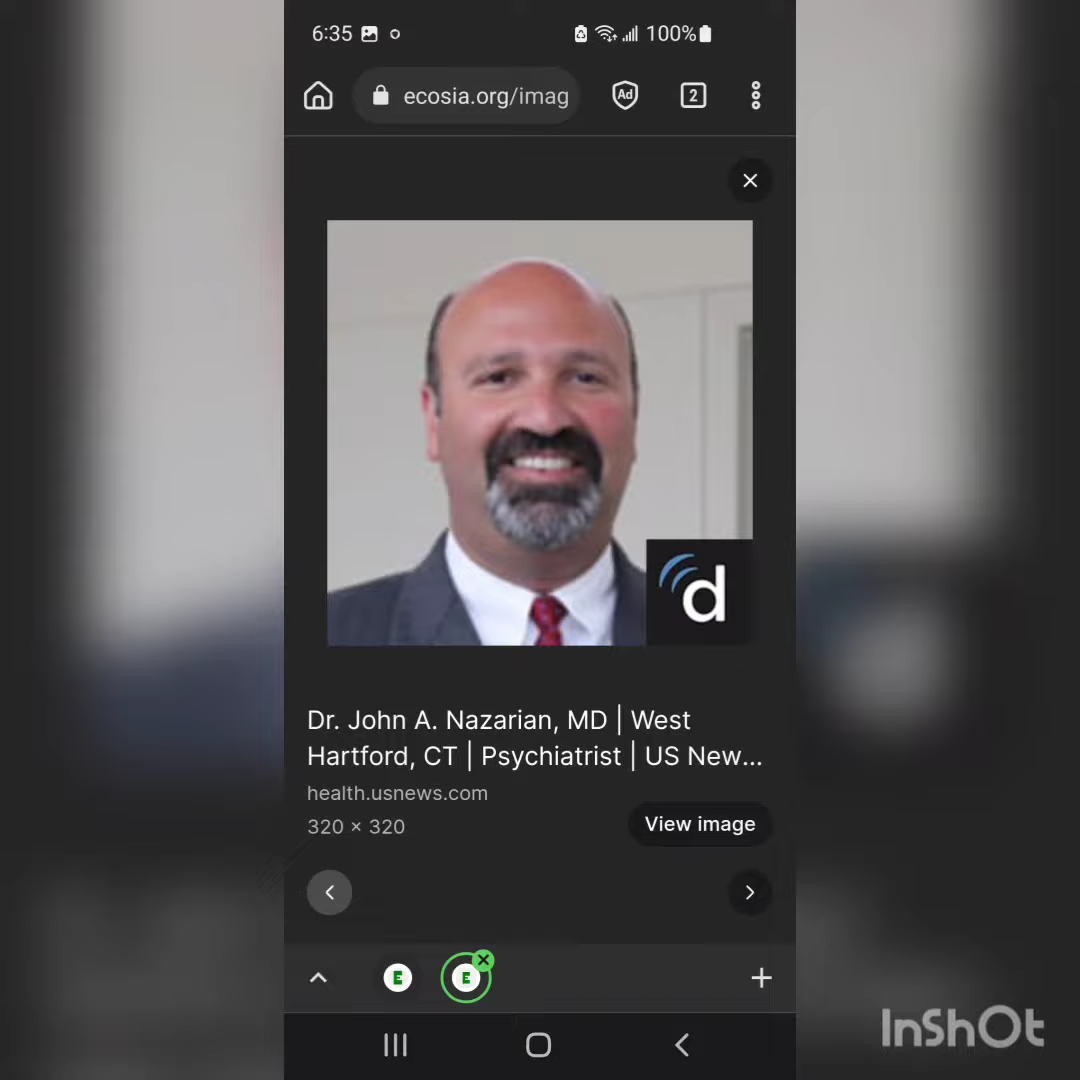 6:35
100%
ecosia.org/imag
Ad
2
d
Dr. John A. Nazarian, MD | West
Hartford, CT | Psychiatrist | US New...
health.usnews.com
320 × 320
View image
E
E
InShOt